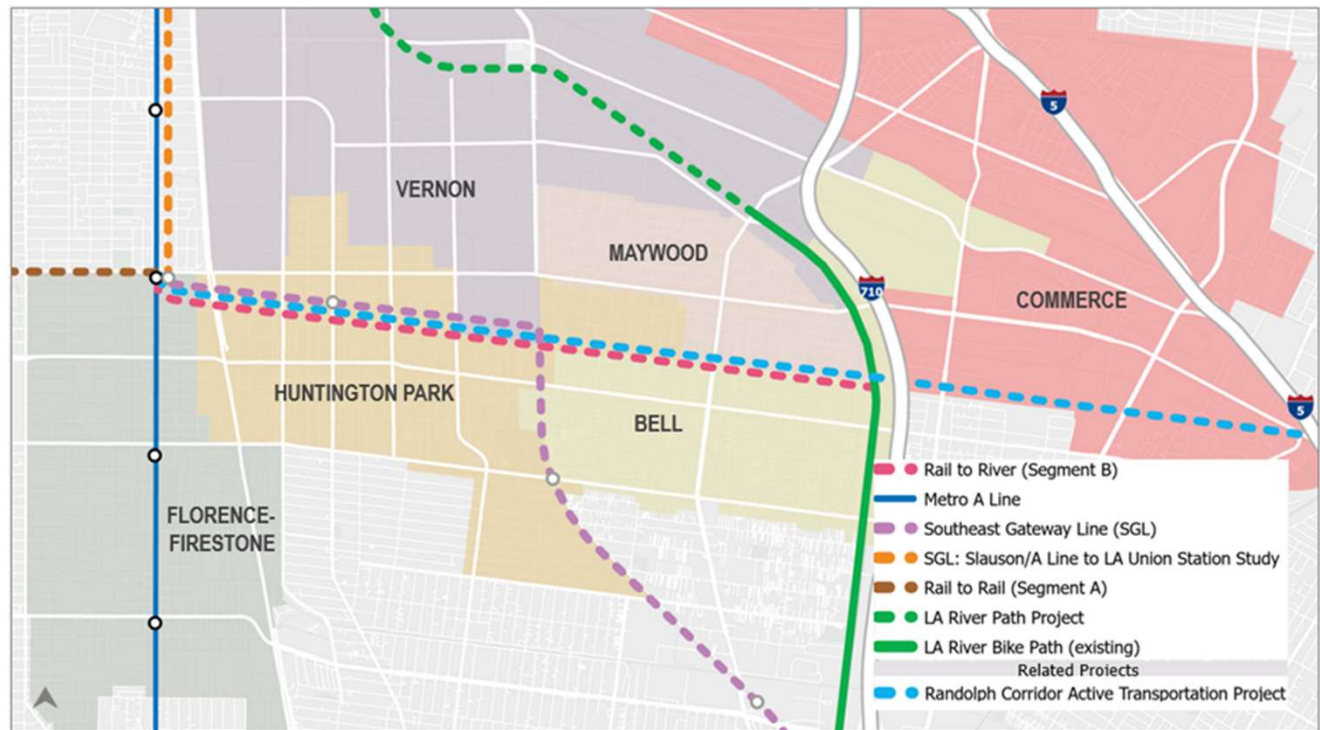 5
VERNON
MAYWOOD
710
COMMERCE
HUNTINGTON PARK
BELL
5
FLORENCE-
FIRESTONE
Rail to River (Segment B)
Metro A Line
Southeast Gateway Line (SGL)
SGL: Slauson/A Line to LA Union Station Study
Rail to Rail (Segment A)
LA River Path Project
LA River Bike Path (existing)
Related Projects
Randolph Corridor Active Transportation Project